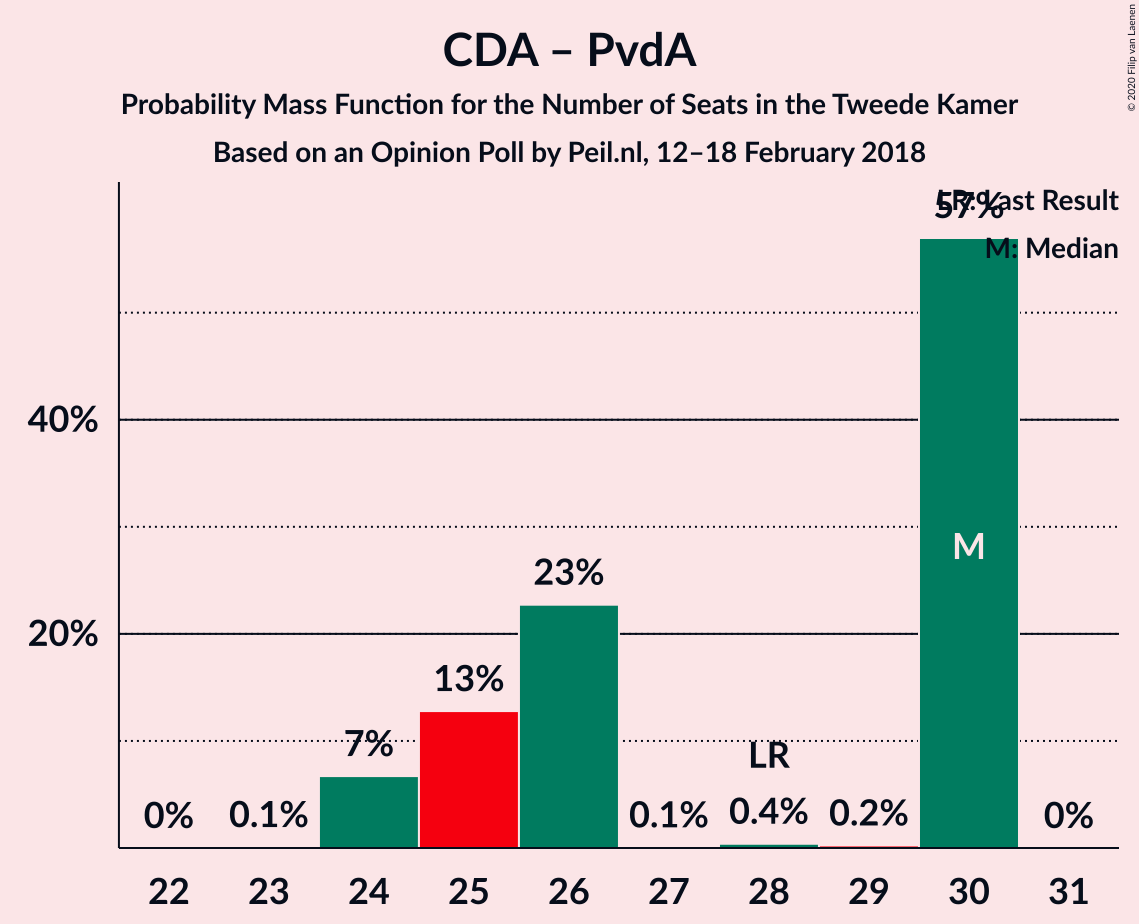 CDA – PvdA
Probability Mass Function for the Number of Seats in the Tweede Kamer
Based on an Opinion Poll by Peil.nl, 12–18 February 2018
© 2020 Filip van Laenen
LR: Last Result
M: Median
57%
40%
20%
M
23%
13%
7%
LR
0%
0.1%
0.1%
0.4%
0.2%
0%
22 23 24 25 26 27 28 29 30 31